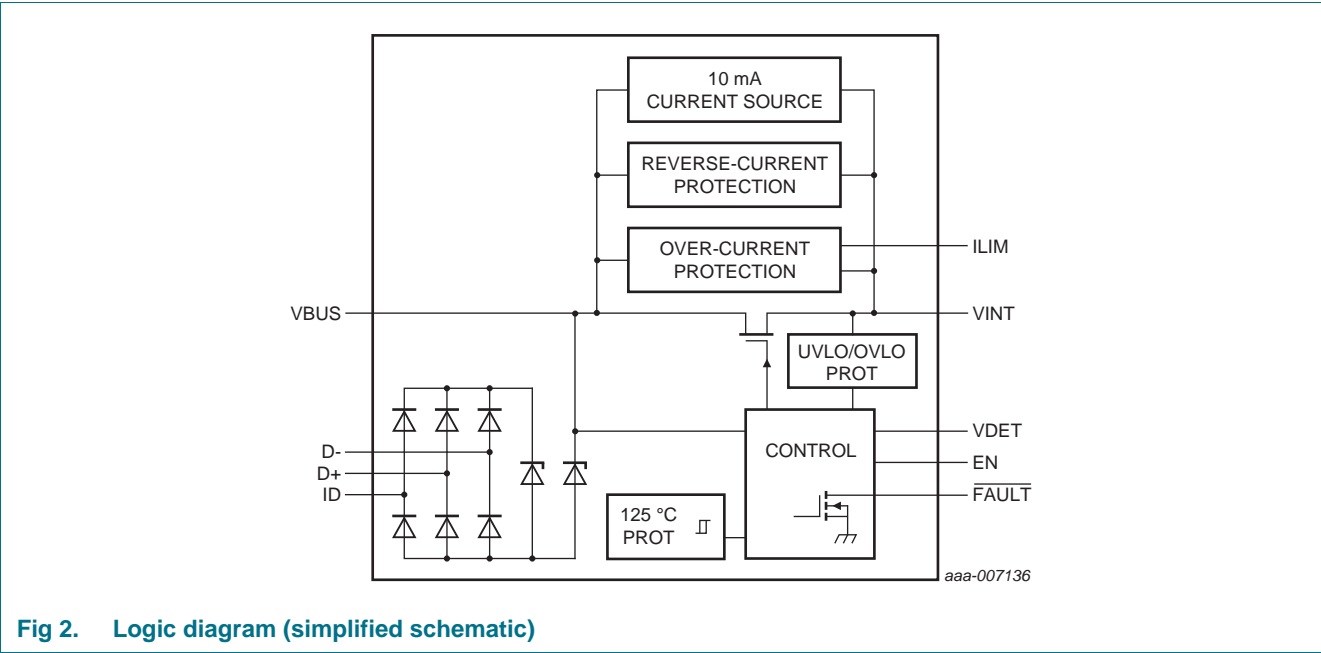 10 mA
CURRENT SOURCE
REVERSE-CURRENT
PROTECTION
OVER-CURRENT
PROTECTION
ILIM
VBUS
VINT
UVLO/OVLO
PROT
VDET
CONTROL
EN
D-
D+
ID
FAULT
125 °C
PROT
aaa-007136
Fig 2. Logic diagram (simplified schematic)